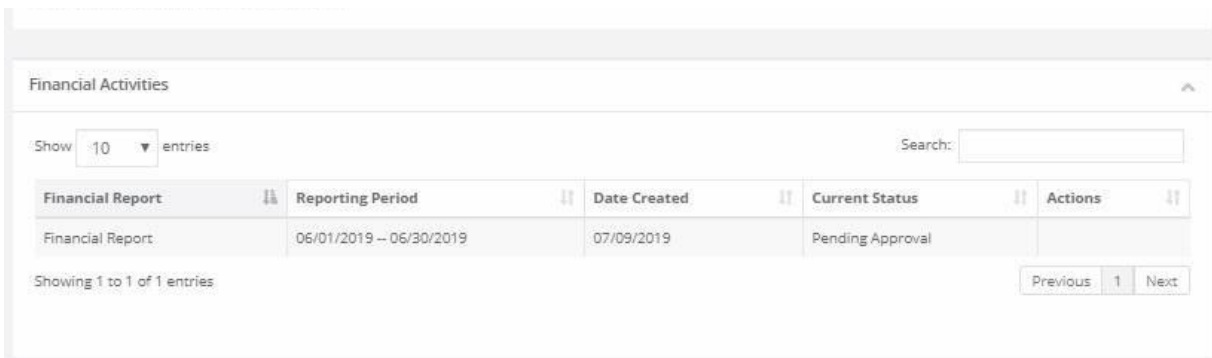 Financial Activities
Show 10 entries
Search:
Financial Report Reporting Period Date Created Current Status Actions
Financial Report 06/01/2019 -- 06/30/2019 07/09/2019 Pending Approval
Showing 1 to 1 of 1 entries
Previous 1 Next